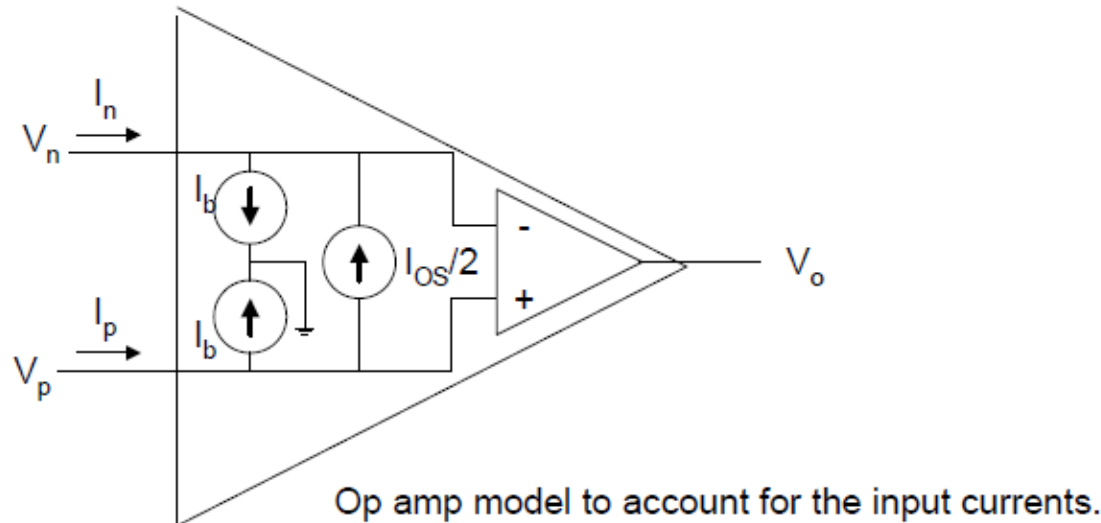 I_n
V_n
I_b
-
I_OS/2
V_o
+
I_p
I_b
V_p
Op amp model to account for the input currents.